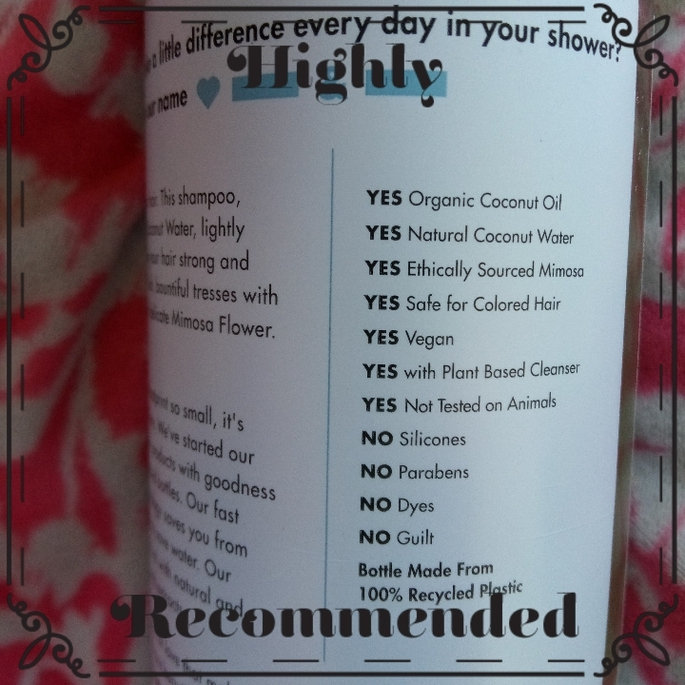 little difference every day in your shower?
Highly
name
This shampoo,
Water, lightly
hair strong and
bountiful tresses with
Mimosa Flower.
so small, it's
We've started our
with goodness
bottles. Our fast
saves you from
water. Our
with natural and
YES Organic Coconut Oil
YES Natural Coconut Water
YES Ethically Sourced Mimosa
YES Safe for Colored Hair
YES Vegan
YES with Plant Based Cleanser
YES Not Tested on Animals
NO Silicones
NO Parabens
NO Dyes
NO Guilt
Bottle Made From
100% Recycled Plastic
Recommended